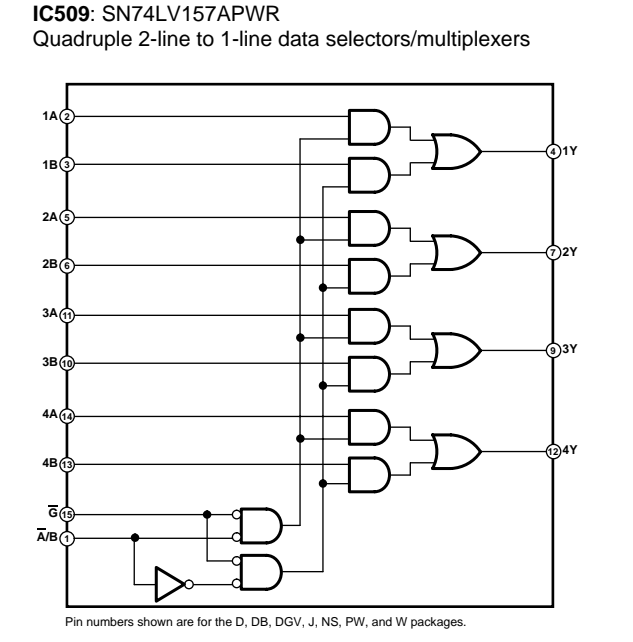 IC509: SN74LV157APWR
Quadruple 2-line to 1-line data selectors/multiplexers
1A 2
4 1Y
1B 3
2A 5
7 2Y
2B 6
3A 11
9 3Y
3B 10
4A 14
12 4Y
4B 13
G̅ 15
A̅/B 1
Pin numbers shown are for the D, DB, DGV, J, NS, PW, and W packages.